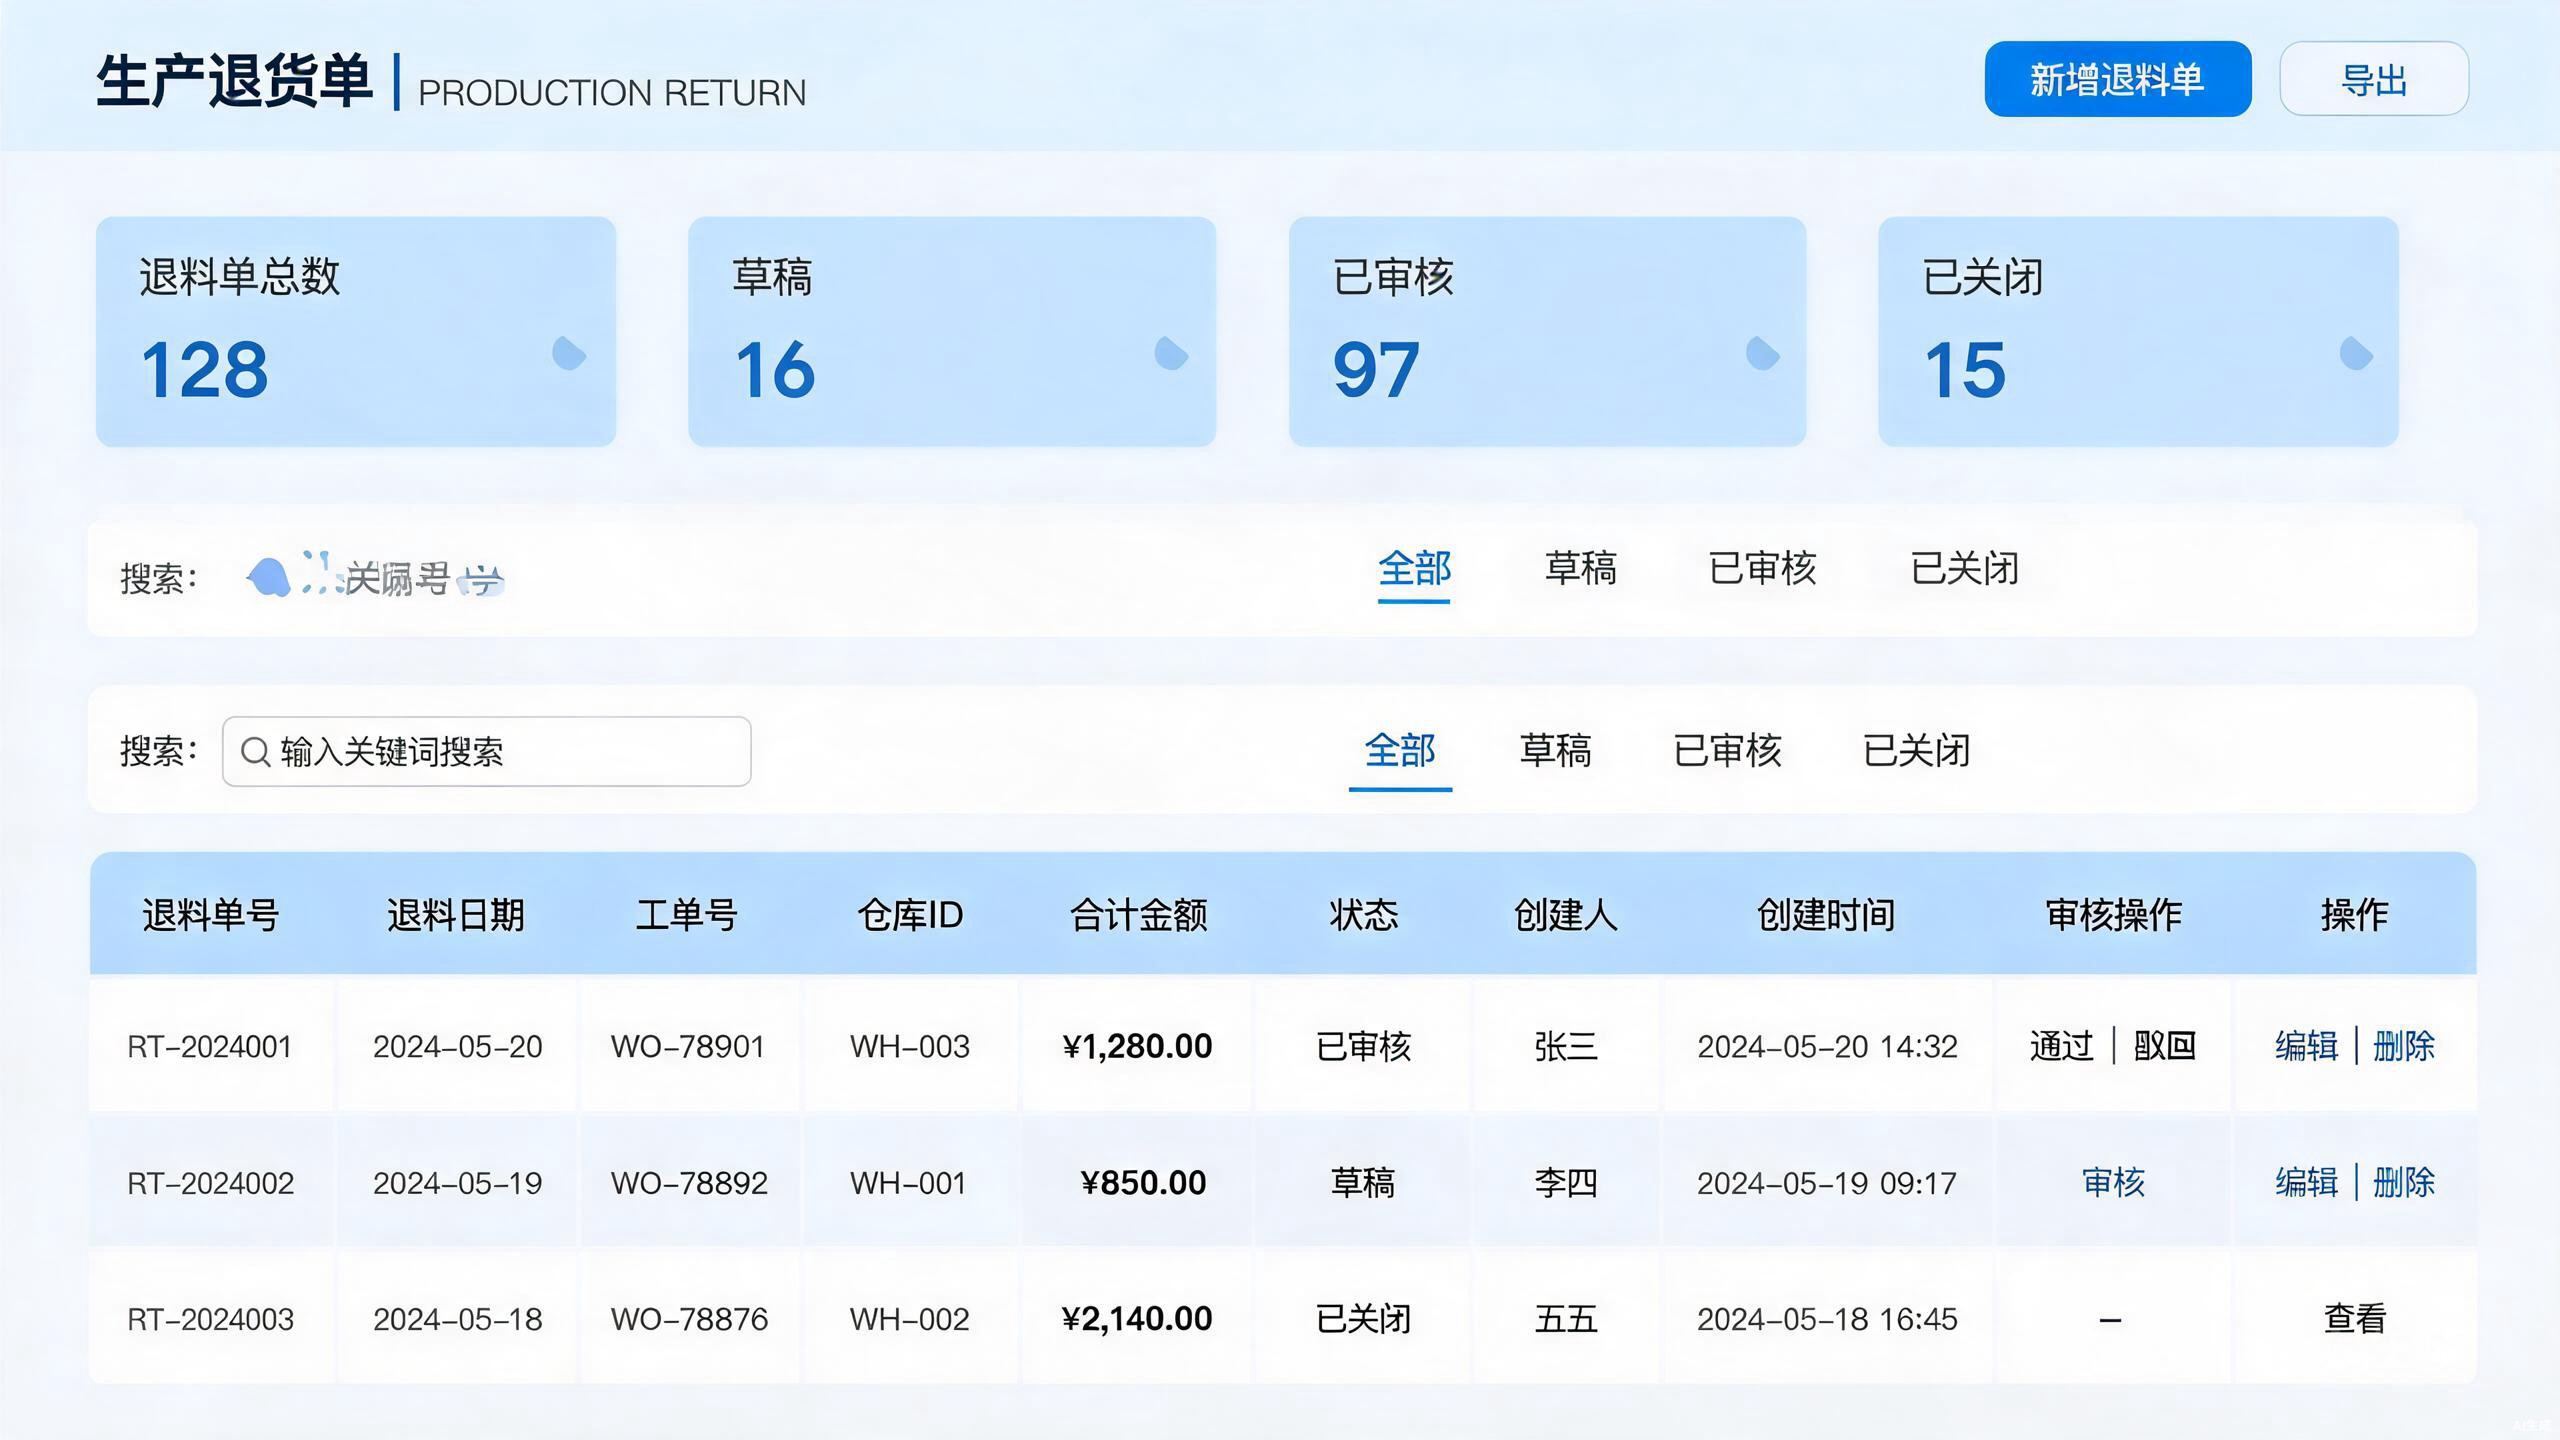 生产退货单 | PRODUCTION RETURN
新增退料单
导出
退料单总数
128
草稿
16
已审核
97
已关闭
15
搜索：
全部 草稿 已审核 已关闭
搜索： 输入关键词搜索
全部 草稿 已审核 已关闭
退料单号 退料日期 工单号 仓库ID 合计金额 状态 创建人 创建时间 审核操作 操作
RT-2024001 2024-05-20 WO-78901 WH-003 ¥1,280.00 已审核 张三 2024-05-20 14:32 通过 | 回 编辑 | 删除
RT-2024002 2024-05-19 WO-78892 WH-001 ¥850.00 草稿 李四 2024-05-19 09:17 审核 编辑 | 删除
RT-2024003 2024-05-18 WO-78876 WH-002 ¥2,140.00 已关闭 五五 2024-05-18 16:45 – 查看